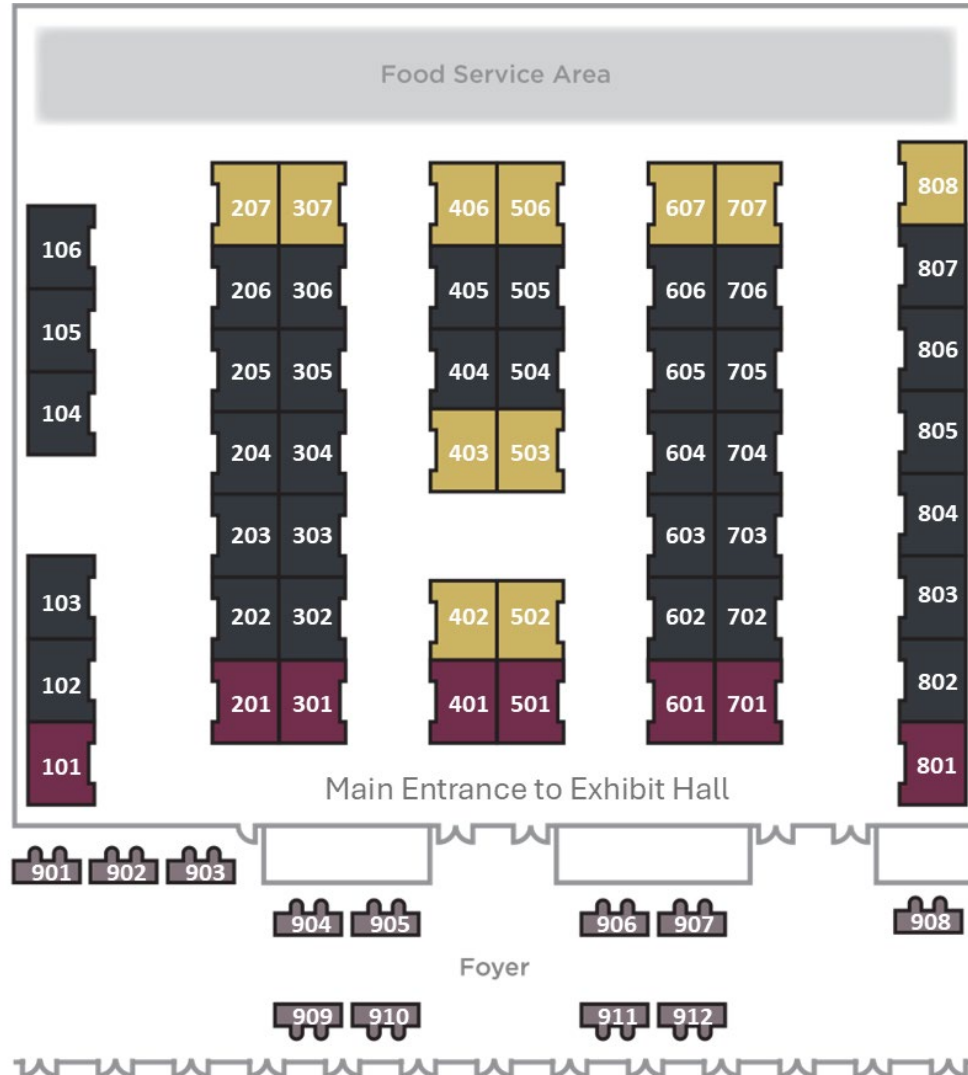 Food Service Area
808
207 307 406 506 607 707
106 206 306 405 505 606 706 807
105 205 305 404 504 605 705 806
104 204 304 403 503 604 704 805
203 303 603 703 804
103 202 302 402 502 602 702 803
102 802
201 301 401 501 601 701
101 801
Main Entrance to Exhibit Hall
901 902 903
904 905 906 907 908
Foyer
909 910 911 912